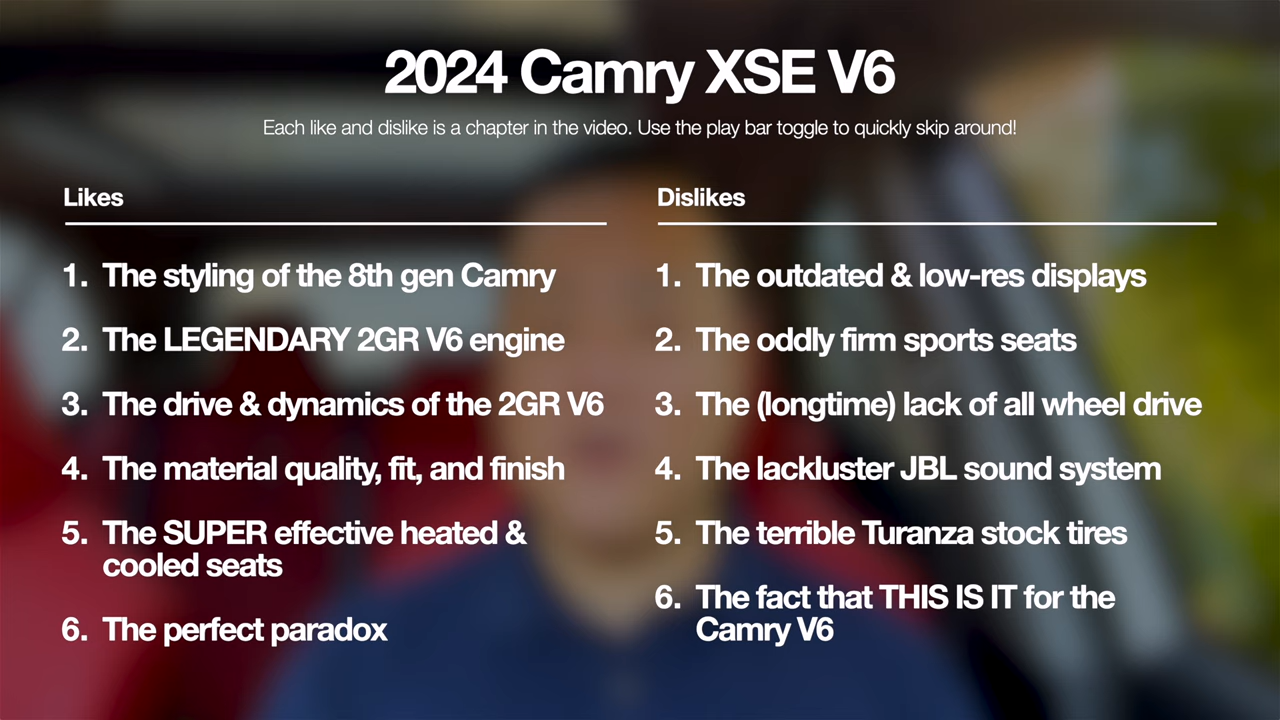 2024 Camry XSE V6
Each like and dislike is a chapter in the video. Use the play bar toggle to quickly skip around!
Likes
1. The styling of the 8th gen Camry
2. The LEGENDARY 2GR V6 engine
3. The drive & dynamics of the 2GR V6
4. The material quality, fit, and finish
5. The SUPER effective heated &
cooled seats
6. The perfect paradox
Dislikes
1. The outdated & low-res displays
2. The oddly firm sports seats
3. The (longtime) lack of all wheel drive
4. The lackluster JBL sound system
5. The terrible Turanza stock tires
6. The fact that THIS IS IT for the
Camry V6